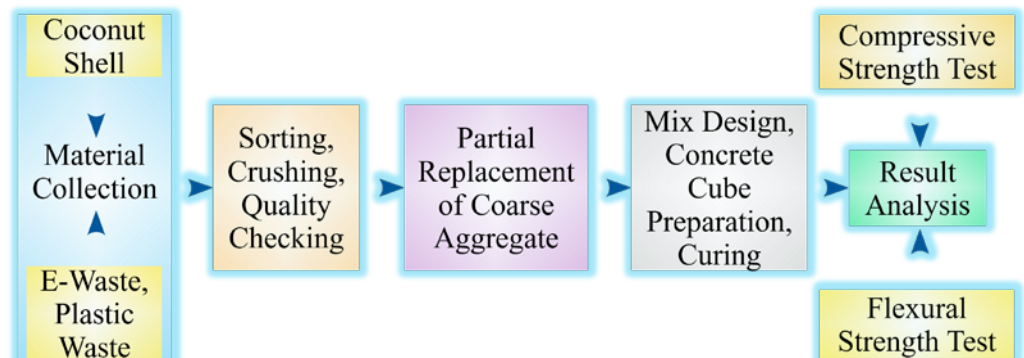 Coconut
Shell
Material
Collection
E-Waste,
Plastic
Waste
Sorting,
Crushing,
Quality
Checking
Partial
Replacement
of Coarse
Aggregate
Mix Design,
Concrete
Cube
Preparation,
Curing
Compressive
Strength Test
Result
Analysis
Flexural
Strength Test